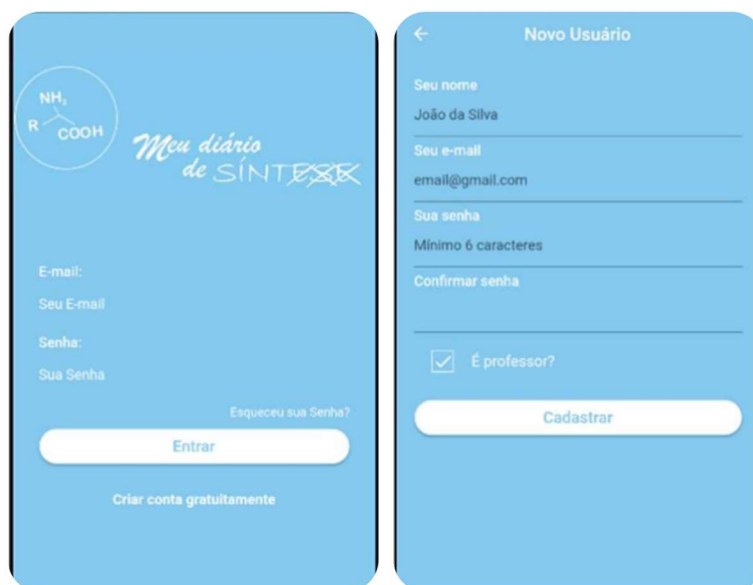 NH₂
R
COOH
Meu diário
de SÍNTESE
E-mail:
Seu E-mail
Senha:
Sua Senha
Esqueceu sua Senha?
Entrar
Criar conta gratuitamente
Novo Usuário
Seu nome
João da Silva
Seu e-mail
email@gmail.com
Sua senha
Mínimo 6 caracteres
Confirmar senha
É professor?
Cadastrar